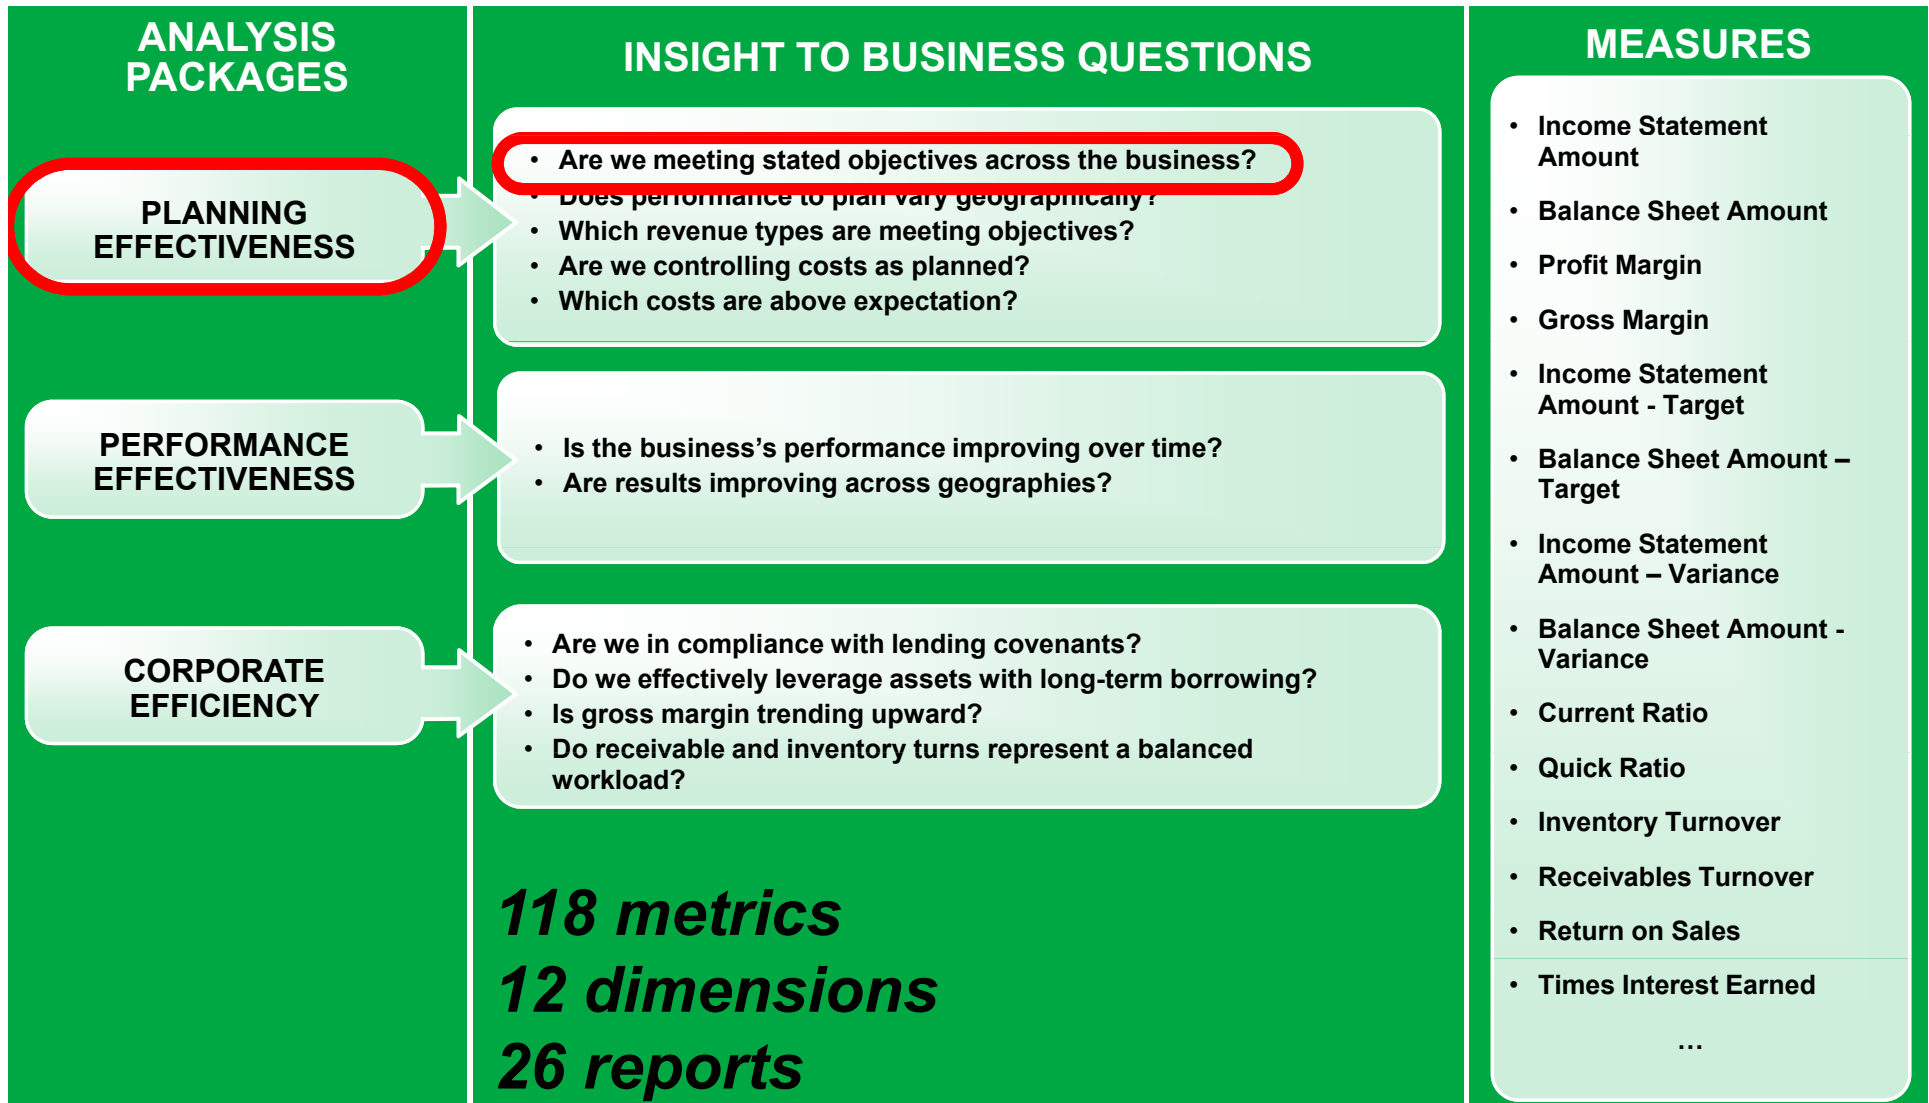 ANALYSIS
PACKAGES
INSIGHT TO BUSINESS QUESTIONS
MEASURES
PLANNING
EFFECTIVENESS
• Are we meeting stated objectives across the business?
• Does performance to plan vary geographically?
• Which revenue types are meeting objectives?
• Are we controlling costs as planned?
• Which costs are above expectation?
PERFORMANCE
EFFECTIVENESS
• Is the business's performance improving over time?
• Are results improving across geographies?
CORPORATE
EFFICIENCY
• Are we in compliance with lending covenants?
• Do we effectively leverage assets with long-term borrowing?
• Is gross margin trending upward?
• Do receivable and inventory turns represent a balanced
workload?
118 metrics
12 dimensions
26 reports
• Income Statement
Amount
• Balance Sheet Amount
• Profit Margin
• Gross Margin
• Income Statement
Amount - Target
• Balance Sheet Amount –
Target
• Income Statement
Amount – Variance
• Balance Sheet Amount -
Variance
• Current Ratio
• Quick Ratio
• Inventory Turnover
• Receivables Turnover
• Return on Sales
• Times Interest Earned
…